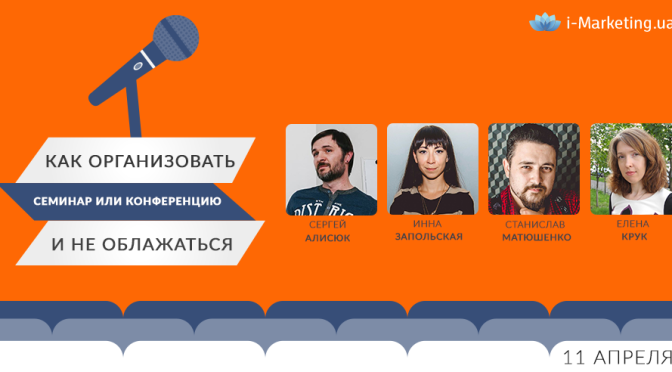 i-Marketing.ua
КАК ОРГАНИЗОВАТЬ
СЕМИНАР ИЛИ КОНФЕРЕНЦИЮ
И НЕ ОБЛАЖАТЬСЯ
DISTRIC
СЕРГЕЙ
АЛИСЮК
ИННА
ЗАПОЛЬСКАЯ
СТАНИСЛАВ
МАТЮШЕНКО
ЕЛЕНА
КРУК
11 АПРЕЛЯ